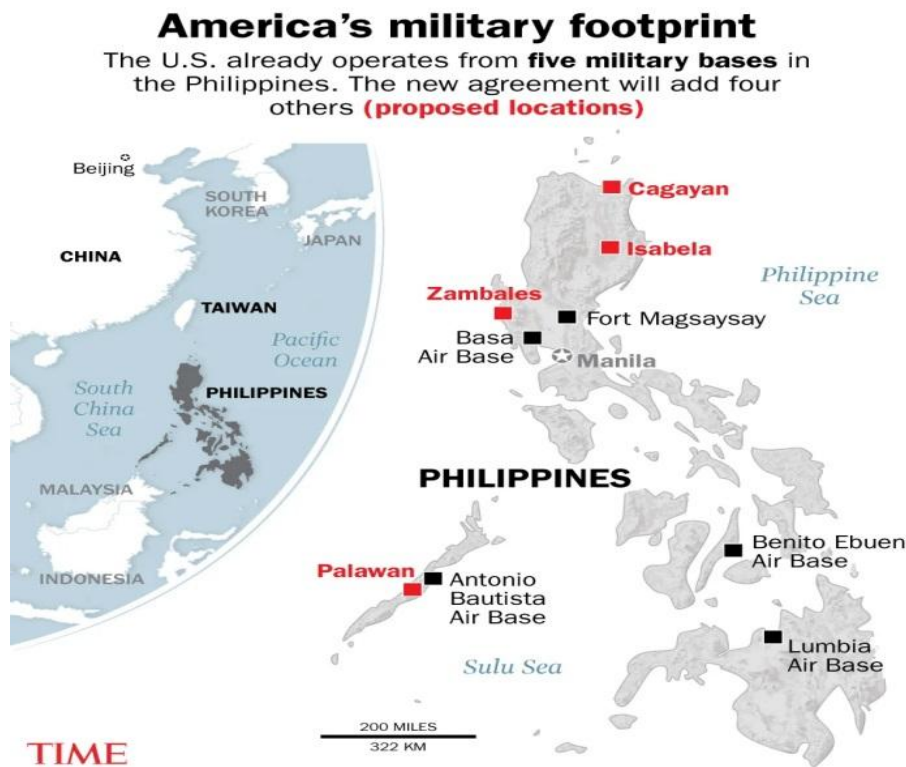 America's military footprint
The U.S. already operates from five military bases in
the Philippines. The new agreement will add four
others (proposed locations)
Beijing
SOUTH
KOREA
JAPAN
CHINA
TAIWAN
Pacific
Ocean
South
China
Sea
PHILIPPINES
MALAYSIA
INDONESIA
Cagayan
Isabela
Philippine
Sea
Zambales
Fort Magsaysay
Basa
Air Base
Manila
PHILIPPINES
Benito Ebuen
Air Base
Palawan
Antonio
Bautista
Air Base
Lumbia
Air Base
Sulu Sea
200 MILES
322 KM
TIME